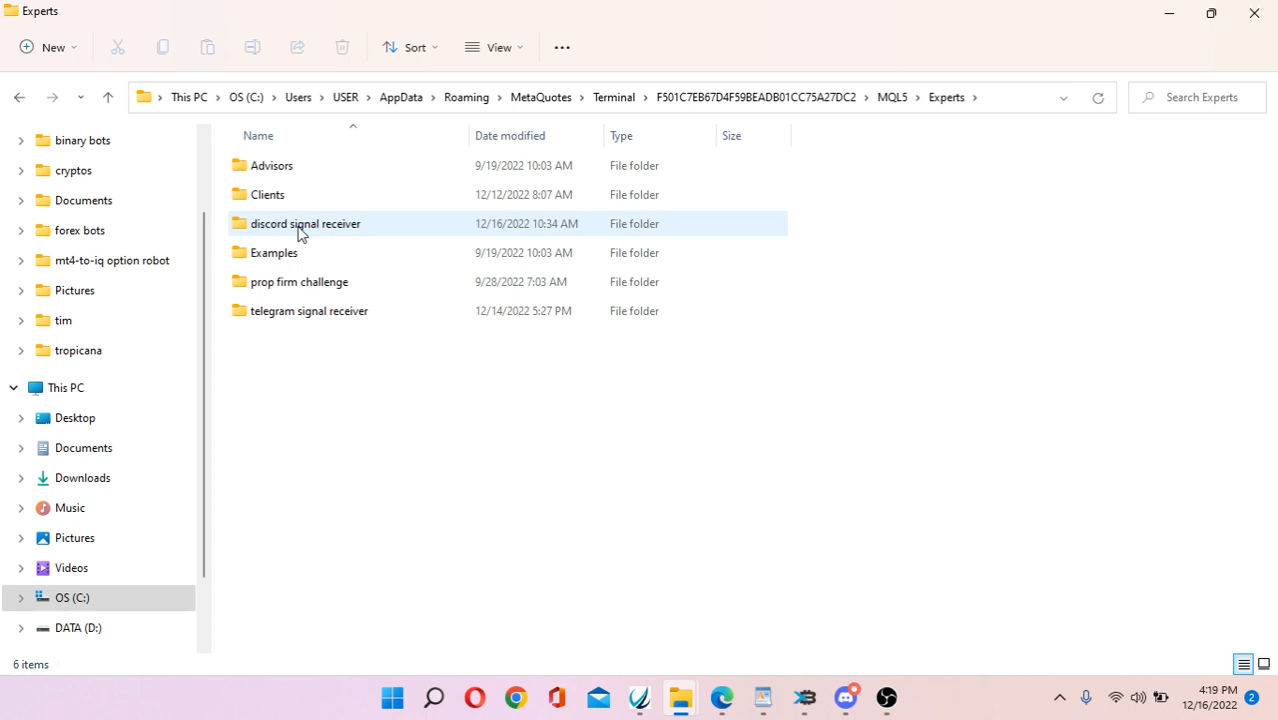 Experts
New
Sort
View
This PC
OS (C:)
Users
USER
AppData
Roaming
MetaQuotes
Terminal
F501C7EB67D4F59BEADB01CC75A27DC2
MQL5
Experts
Search Experts
binary bots
cryptos
Documents
forex bots
mt4-to-iq option robot
Pictures
tim
tropicana
This PC
Desktop
Documents
Downloads
Music
Pictures
Videos
OS (C:)
DATA (D:)
Name Date modified Type Size
Advisors 9/19/2022 10:03 AM File folder
Clients 12/12/2022 8:07 AM File folder
discord signal receiver 12/16/2022 10:34 AM File folder
Examples 9/19/2022 10:03 AM File folder
prop firm challenge 9/28/2022 7:03 AM File folder
telegram signal receiver 12/14/2022 5:27 PM File folder
6 items
4:19 PM
12/16/2022
2